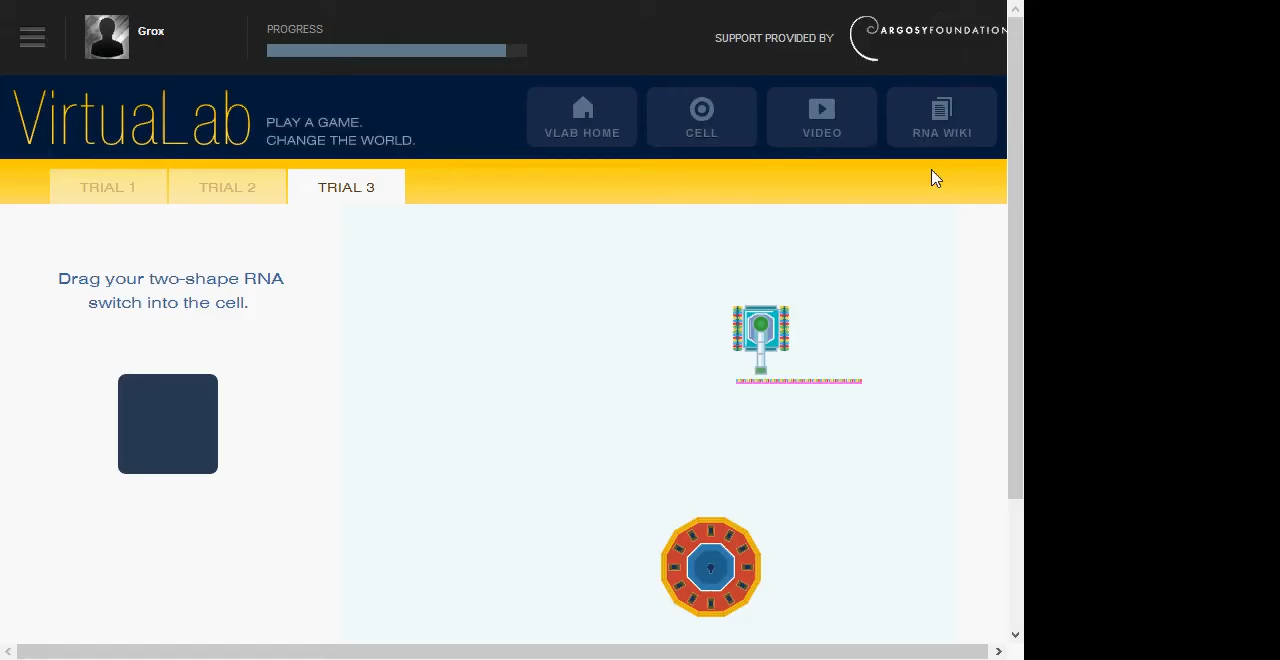 Grox
PROGRESS
SUPPORT PROVIDED BY
ARGOSYFOUNDATION
VirtuaLab
PLAY A GAME.
CHANGE THE WORLD.
VLAB HOME
CELL
VIDEO
RNA WIKI
TRIAL 1
TRIAL 2
TRIAL 3
Drag your two-shape RNA
switch into the cell.